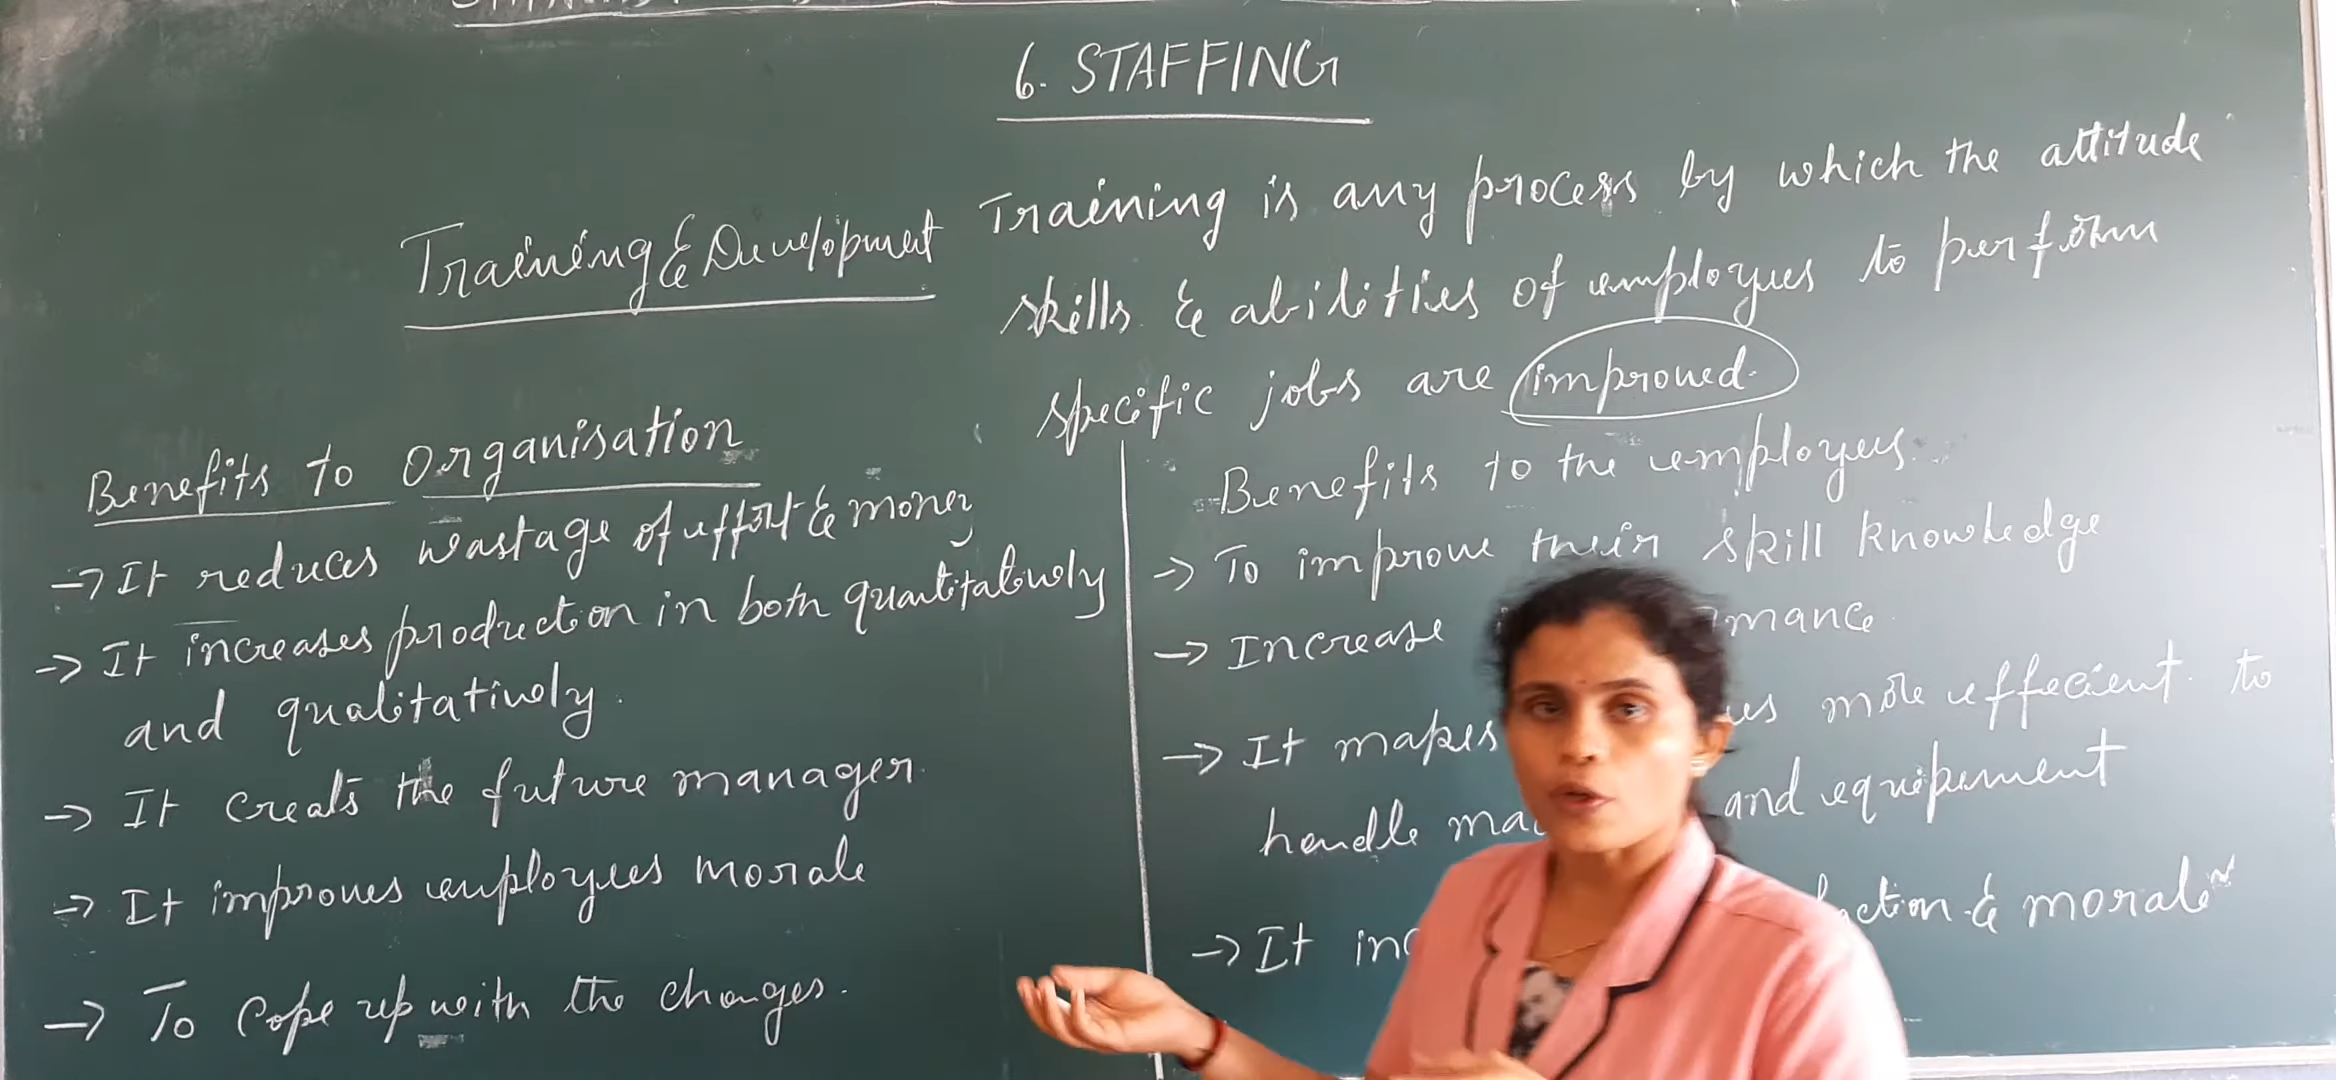 6. STAFFING
Training & Development
Training is any process by which the attitude
skills & abilities of employees to perform
specific jobs are improved.
Benefits to Organisation
→ It reduces wastage of effort & money
→ It increases production in both quantitatively
and qualitatively.
→ It creats the future manager.
→ It improves employees morale
→ To Cope up with the changes.
Benefits to the employees.
→ To improve their skill knowledge
→ Increase mance
→ It makes more effecient to
handle and equipement
→ It & morale